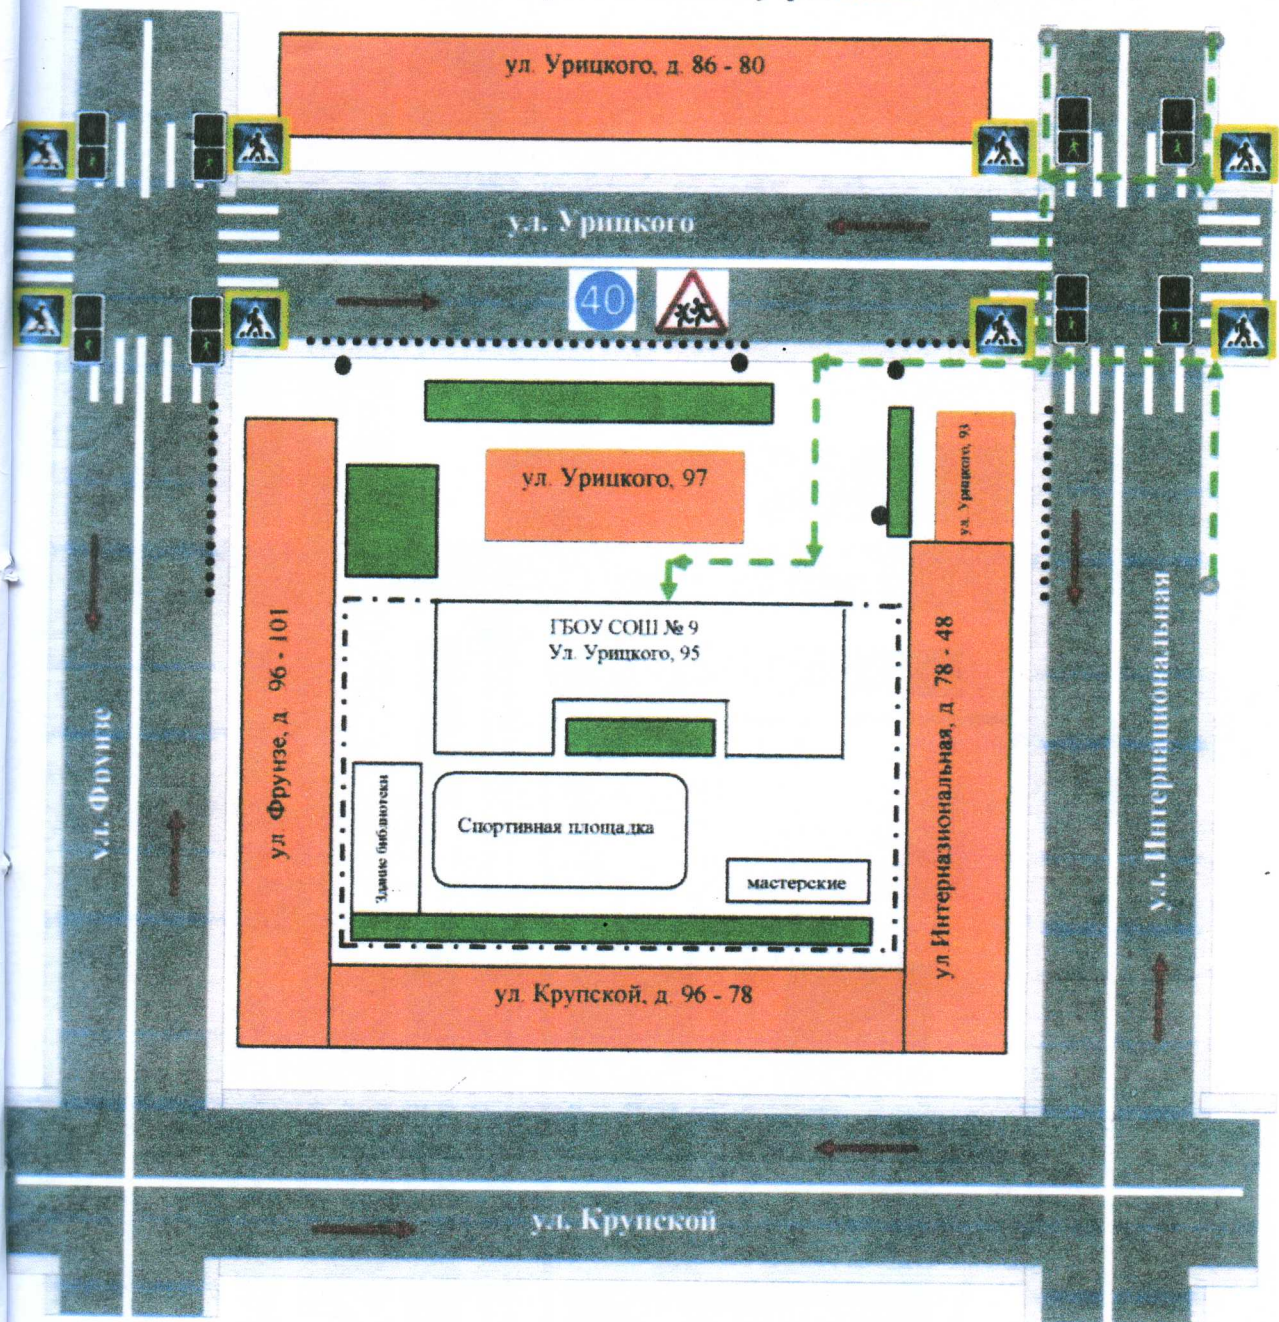 ул. Урицкого, д. 86 - 80
ул. Урицкого
40
ул. Урицкого, 97
ул. Урицкого, 93
ГБОУ СОШ № 9
Ул. Урицкого, 95
ул. Фрунзе, д. 96 - 101
ул. Фрунзе
Здание библиотеки
Спортивная площадка
мастерские
ул.Интерназиональная, д. 78 - 48
ул. Интернациональная
ул. Крупской, д. 96 - 78
ул. Крупской